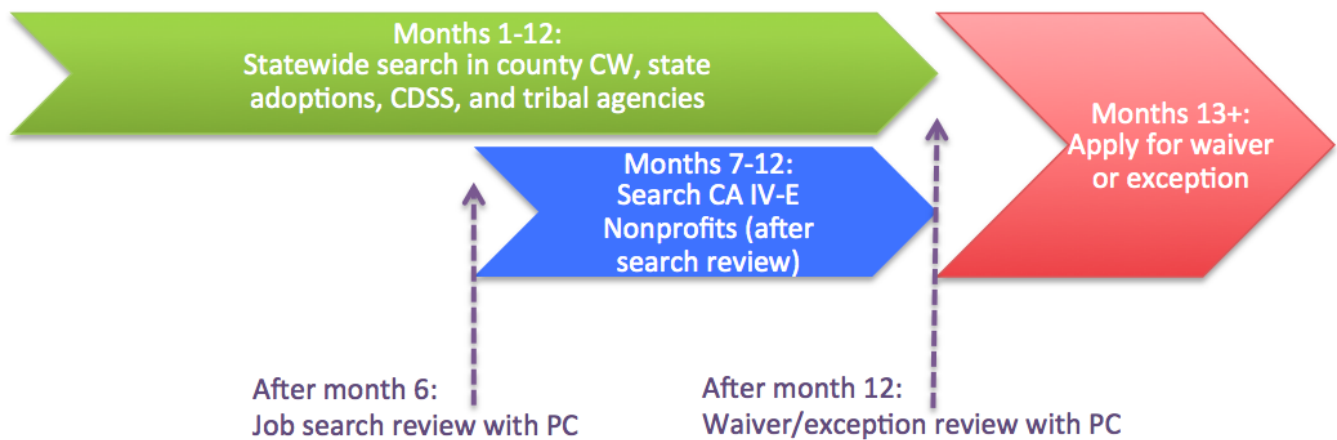 Months 1-12:
Statewide search in county CW, state
adoptions, CDSS, and tribal agencies
Months 7-12:
Search CA IV-E
Nonprofits (after
search review)
Months 13+:
Apply for waiver
or exception
After month 6:
Job search review with PC
After month 12:
Waiver/exception review with PC